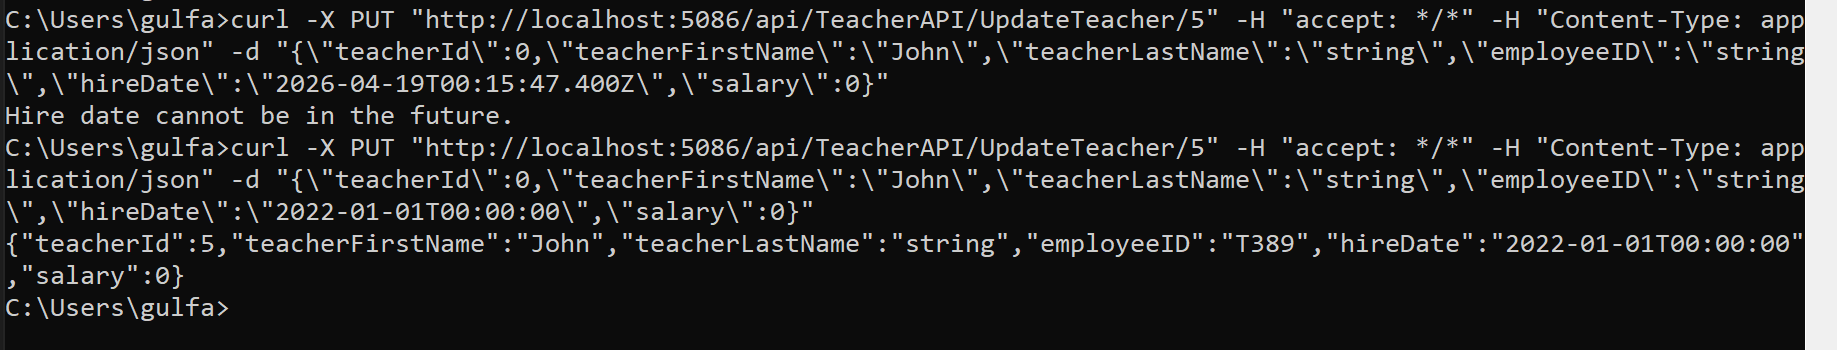 C:\Users\gulfa>curl -X PUT "http://localhost:5086/api/TeacherAPI/UpdateTeacher/5" -H "accept: */*" -H "Content-Type: app
lication/json" -d "{\"teacherId\":0,\"teacherFirstName\":\"John\",\"teacherLastName\":\"string\",\"employeeID\":\"string
\",\"hireDate\":\"2026-04-19T00:15:47.400Z\",\"salary\":0}"
Hire date cannot be in the future.
C:\Users\gulfa>curl -X PUT "http://localhost:5086/api/TeacherAPI/UpdateTeacher/5" -H "accept: */*" -H "Content-Type: app
lication/json" -d "{\"teacherId\":0,\"teacherFirstName\":\"John\",\"teacherLastName\":\"string\",\"employeeID\":\"string
\",\"hireDate\":\"2022-01-01T00:00:00\",\"salary\":0}"
{"teacherId":5,"teacherFirstName":"John","teacherLastName":"string","employeeID":"T389","hireDate":"2022-01-01T00:00:00"
,"salary":0}
C:\Users\gulfa>